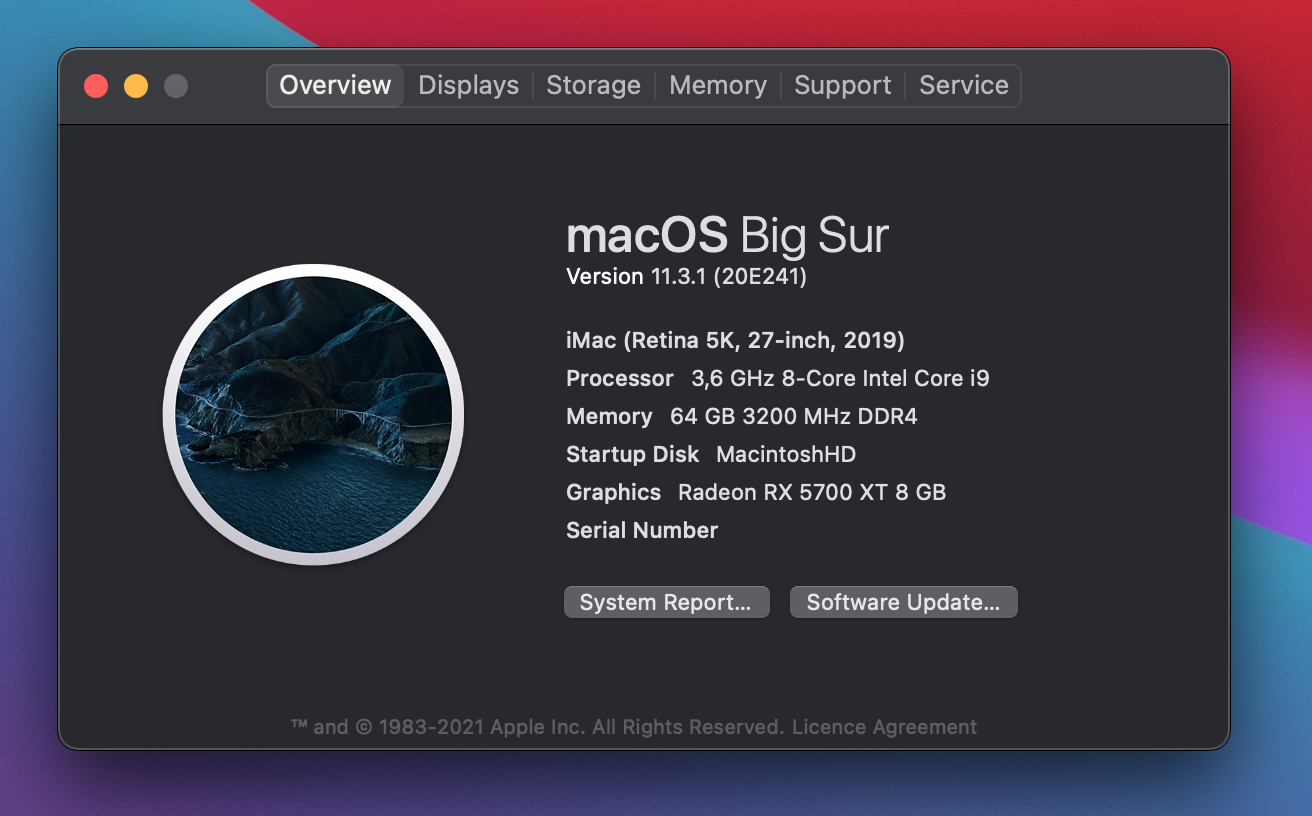 Overview Displays Storage Memory Support Service
macOS Big Sur
Version 11.3.1 (20E241)
iMac (Retina 5K, 27-inch, 2019)
Processor 3,6 GHz 8-Core Intel Core i9
Memory 64 GB 3200 MHz DDR4
Startup Disk MacintoshHD
Graphics Radeon RX 5700 XT 8 GB
Serial Number
System Report... Software Update...
™ and © 1983-2021 Apple Inc. All Rights Reserved. Licence Agreement